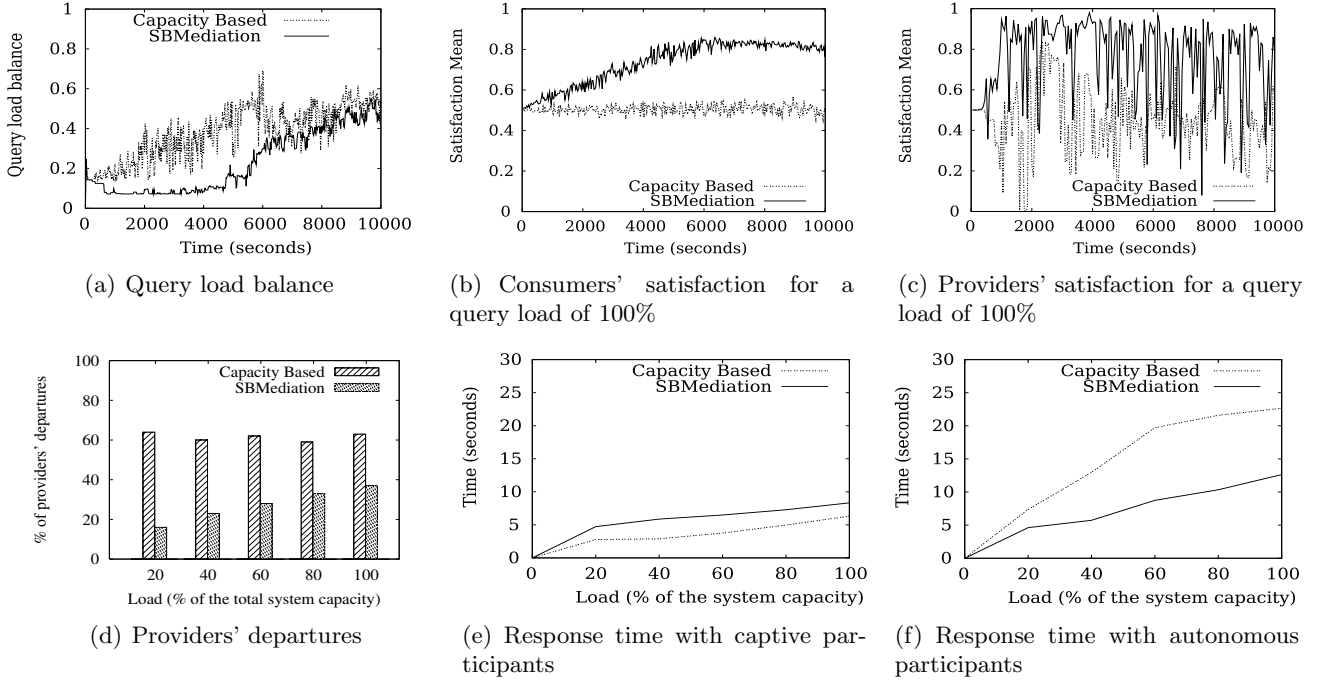 Capacity Based
SBMediation
Query load balance
1
0.8
0.6
0.4
0.2
0
0 2000 4000 6000 8000 10000
Time (seconds)
(a) Query load balance
Capacity Based
SBMediation
Satisfaction Mean
1
0.8
0.6
0.4
0.2
0
0 2000 4000 6000 8000 10000
Time (seconds)
(b) Consumers' satisfaction for a
query load of 100%
Capacity Based
SBMediation
Satisfaction Mean
1
0.8
0.6
0.4
0.2
0
0 2000 4000 6000 8000 10000
Time (seconds)
(c) Providers' satisfaction for a query
load of 100%
Capacity Based
SBMediation
% of providers' departures
100
80
60
40
20
0
20 40 60 80 100
Load (% of the total system capacity)
(d) Providers' departures
Capacity Based
SBMediation
Time (seconds)
30
25
20
15
10
5
0
0 20 40 60 80 100
Load (% of the system capacity)
(e) Response time with captive par-
ticipants
Capacity Based
SBMediation
Time (seconds)
30
25
20
15
10
5
0
0 20 40 60 80 100
Load (% of the system capacity)
(f) Response time with autonomous
participants